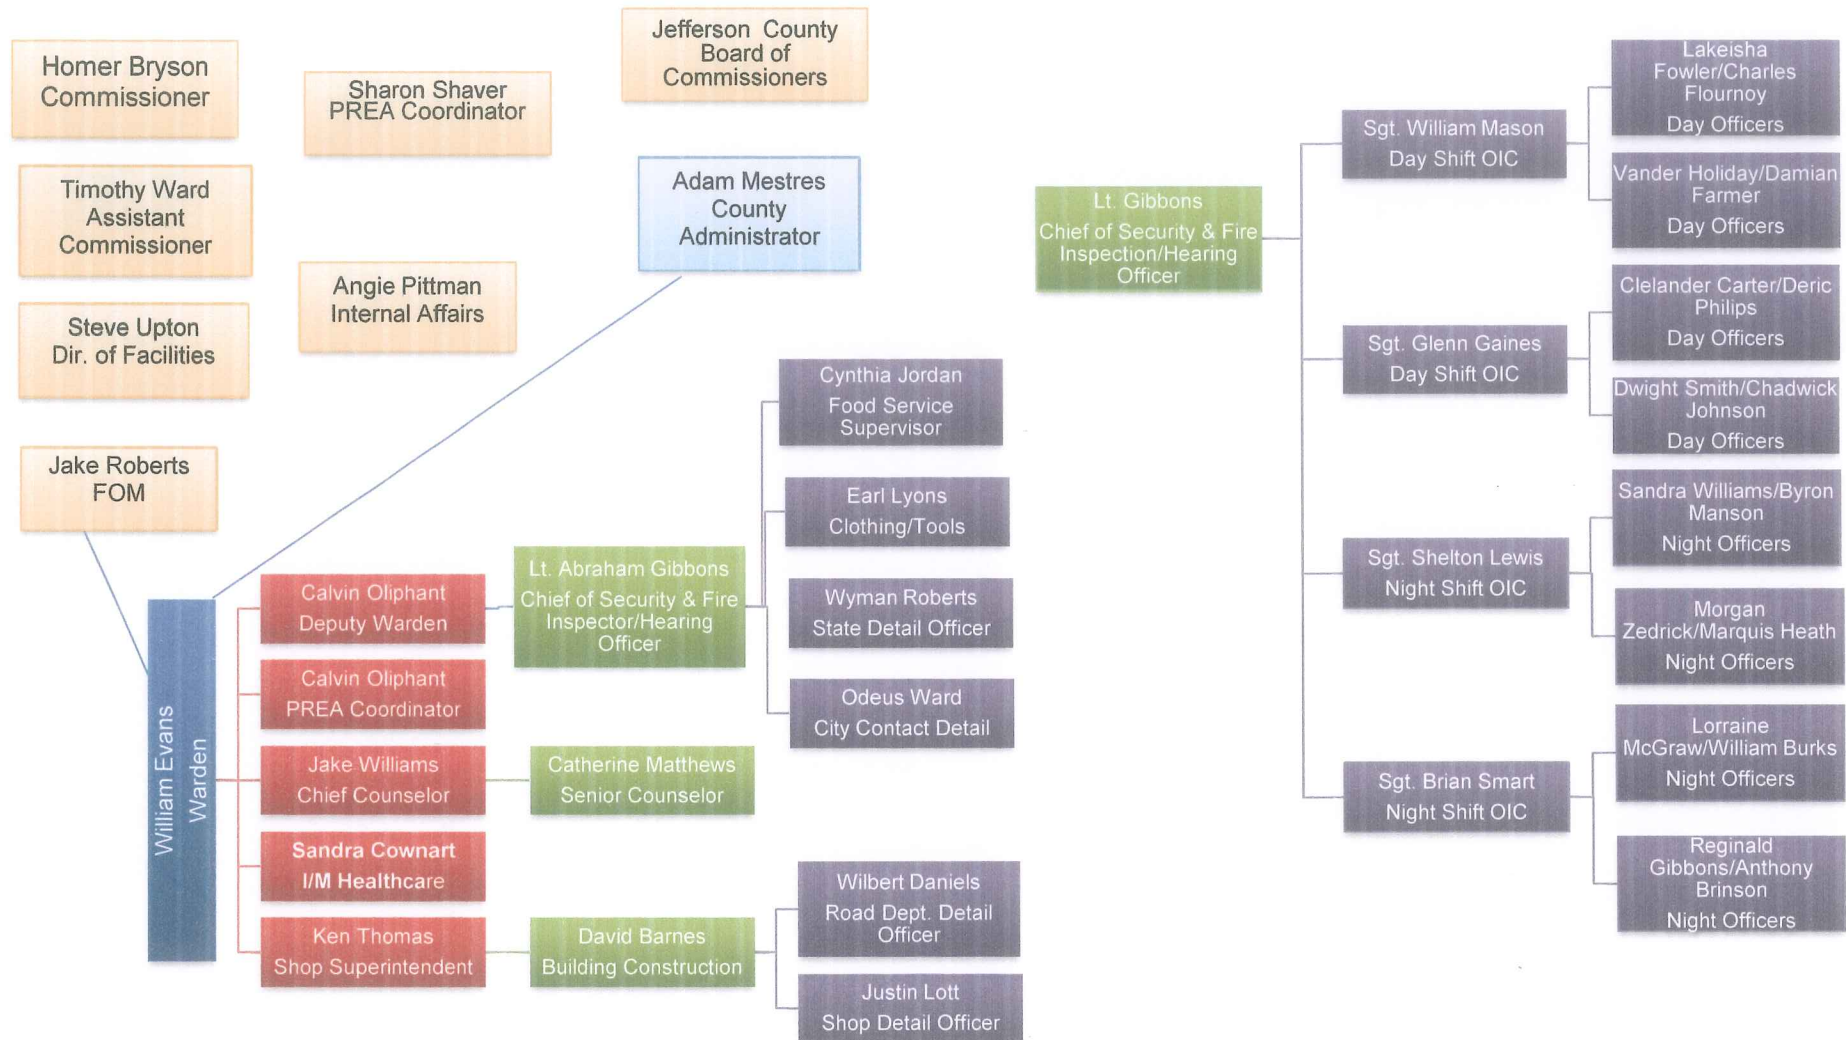 Homer Bryson
Commissioner
Timothy Ward
Assistant
Commissioner
Steve Upton
Dir. of Facilities
Jake Roberts
FOM
Sharon Shaver
PREA Coordinator
Angie Pittman
Internal Affairs
Jefferson County
Board of
Commissioners
Adam Mestres
County
Administrator
William Evans
Warden
Calvin Oliphant
Deputy Warden
Calvin Oliphant
PREA Coordinator
Jake Williams
Chief Counselor
Sandra Cownart
I/M Healthcare
Ken Thomas
Shop Superintendent
Lt. Abraham Gibbons
Chief of Security & Fire
Inspector/Hearing
Officer
Catherine Matthews
Senior Counselor
David Barnes
Building Construction
Cynthia Jordan
Food Service
Supervisor
Earl Lyons
Clothing/Tools
Wyman Roberts
State Detail Officer
Odeus Ward
City Contact Detail
Wilbert Daniels
Road Dept. Detail
Officer
Justin Lott
Shop Detail Officer
Lt. Gibbons
Chief of Security & Fire
Inspection/Hearing
Officer
Sgt. William Mason
Day Shift OIC
Lakeisha
Fowler/Charles
Flournoy
Day Officers
Vander Holiday/Damian
Farmer
Day Officers
Sgt. Glenn Gaines
Day Shift OIC
Clelander Carter/Deric
Philips
Day Officers
Dwight Smith/Chadwick
Johnson
Day Officers
Sgt. Shelton Lewis
Night Shift OIC
Sandra Williams/Byron
Manson
Night Officers
Morgan
Zedrick/Marquis Heath
Night Officers
Sgt. Brian Smart
Night Shift OIC
Lorraine
McGraw/William Burks
Night Officers
Reginald
Gibbons/Anthony
Brinson
Night Officers